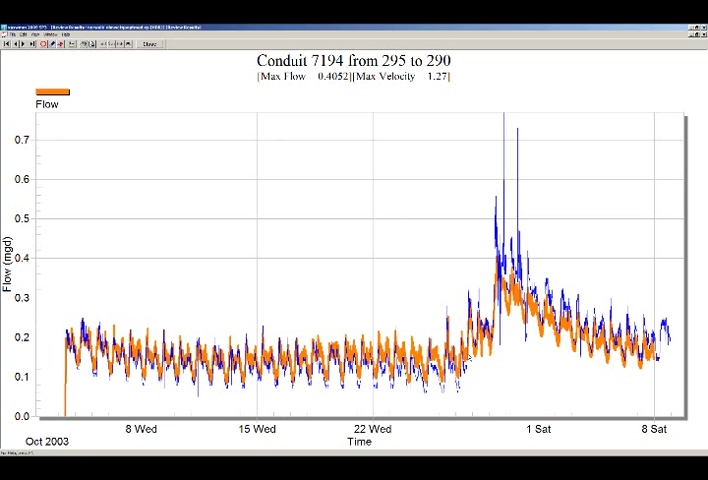 Close
Conduit 7194 from 295 to 290
[Max Flow 0.4052][Max Velocity 1.27]
Flow
0.7
0.6
0.5
0.4
0.3
0.2
0.1
0.0
Flow (mgd)
8 Wed 15 Wed 22 Wed 1 Sat 8 Sat
Oct 2003
Time